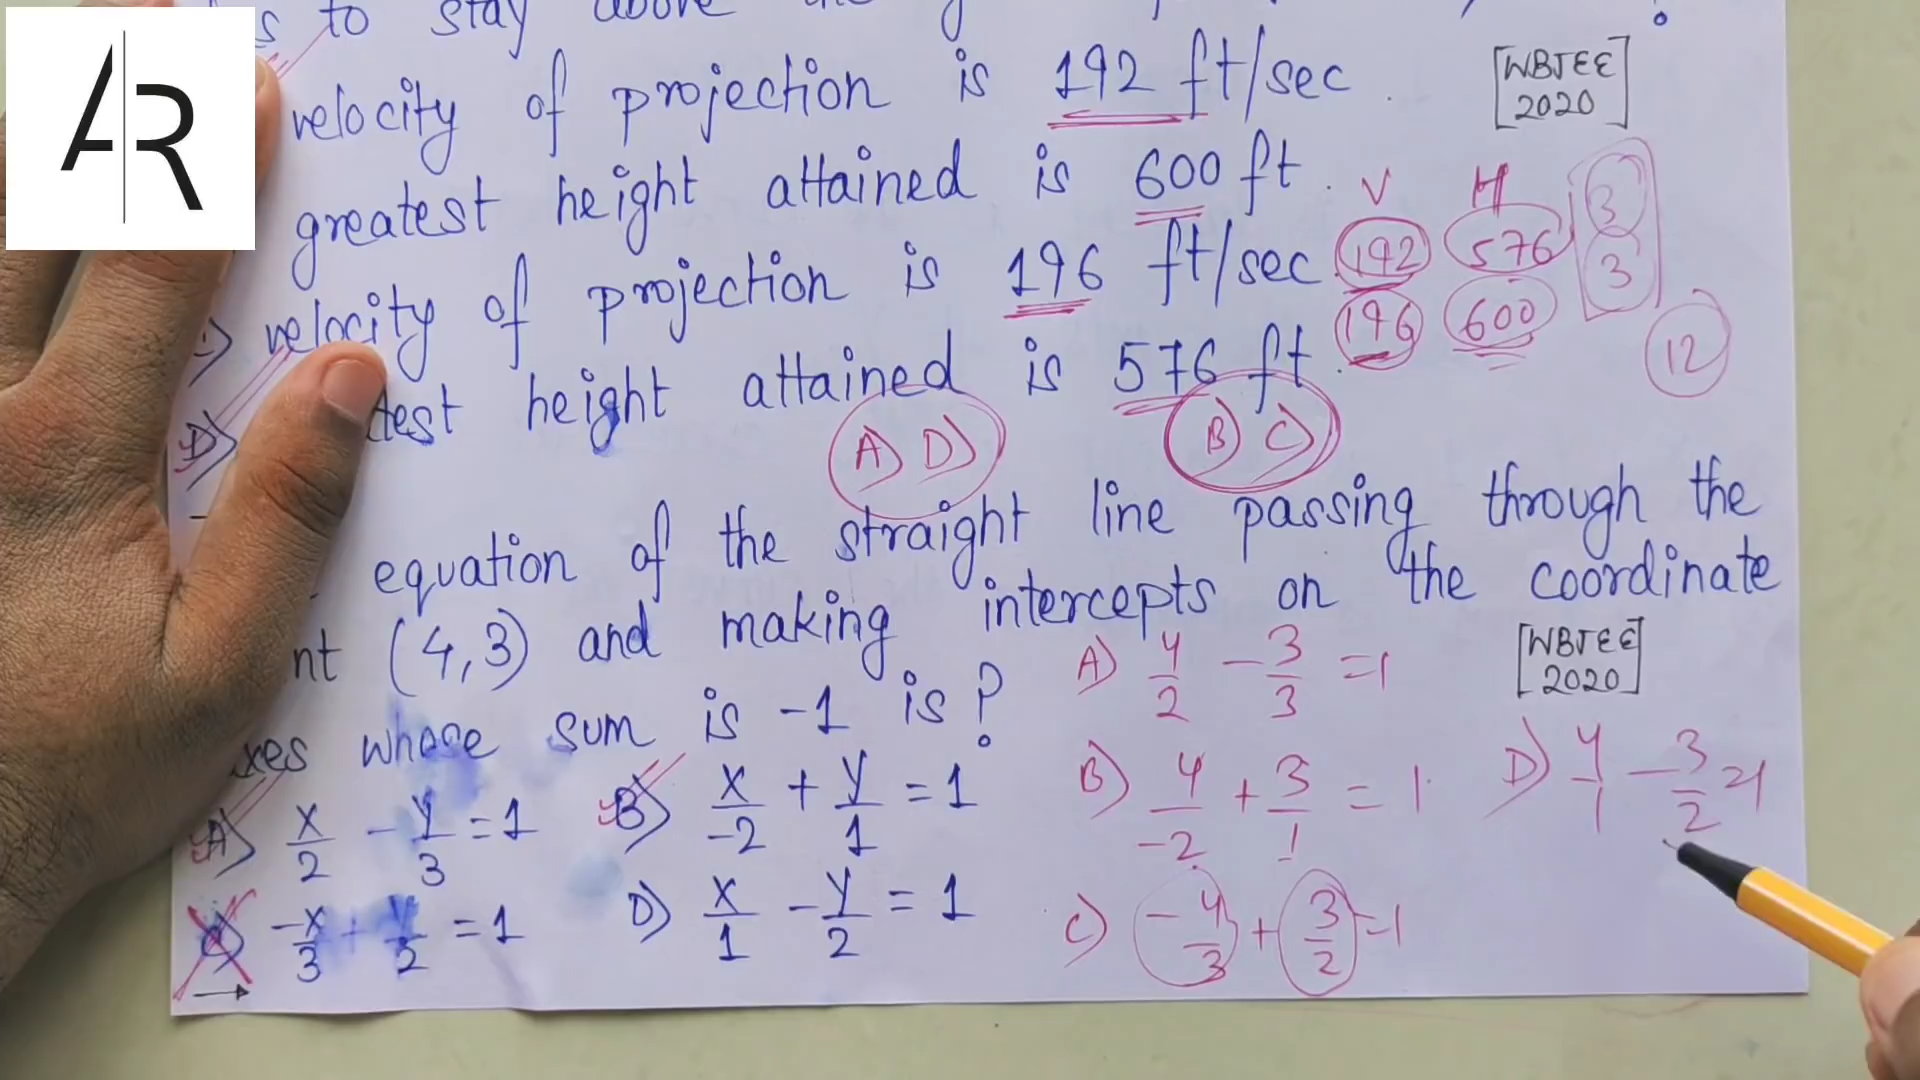 AR
to stay above the
velocity of projection is 192 ft/sec.
[WBJEE 2020]
greatest height attained is 600 ft.
V H
192 576 3
velocity of projection is 196 ft/sec
196 600 3
12
D) height attained is 576 ft.
A) D) B) C)
equation of the straight line passing through the
(4,3) and making intercepts on the coordinate
whose sum is -1 is?
[WBJEE 2020]
A) x/2 - y/3 = 1 B) x/-2 + y/1 = 1
-x/3 + y/2 = 1 D) x/1 - y/2 = 1
A) 4/2 - 3/3 = 1
B) 4/-2 + 3/1 = 1
C) -4/3 + 3/2 = 1
D) 4/1 - 3/2 = 1